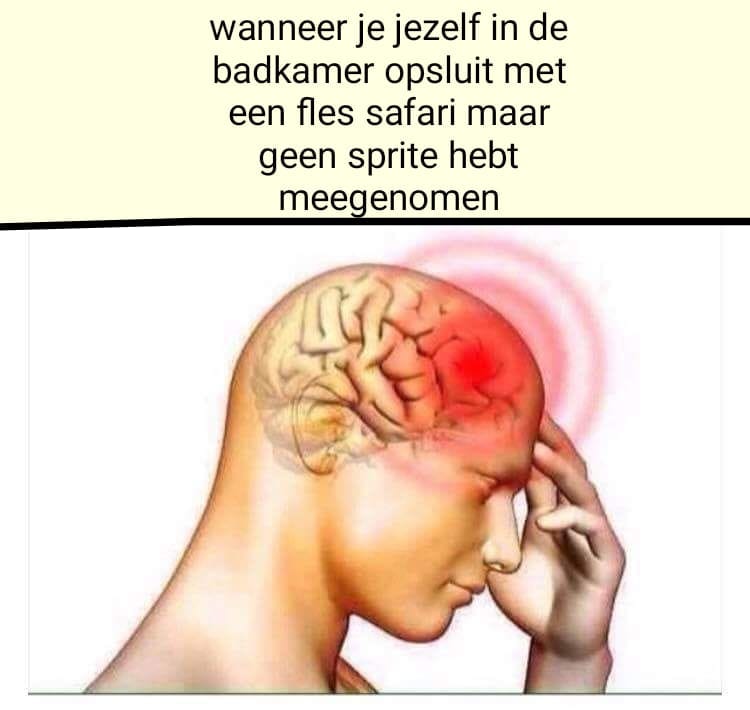 wanneer je jezelf in de
badkamer opsluit met
een fles safari maar
geen sprite hebt
meegenomen